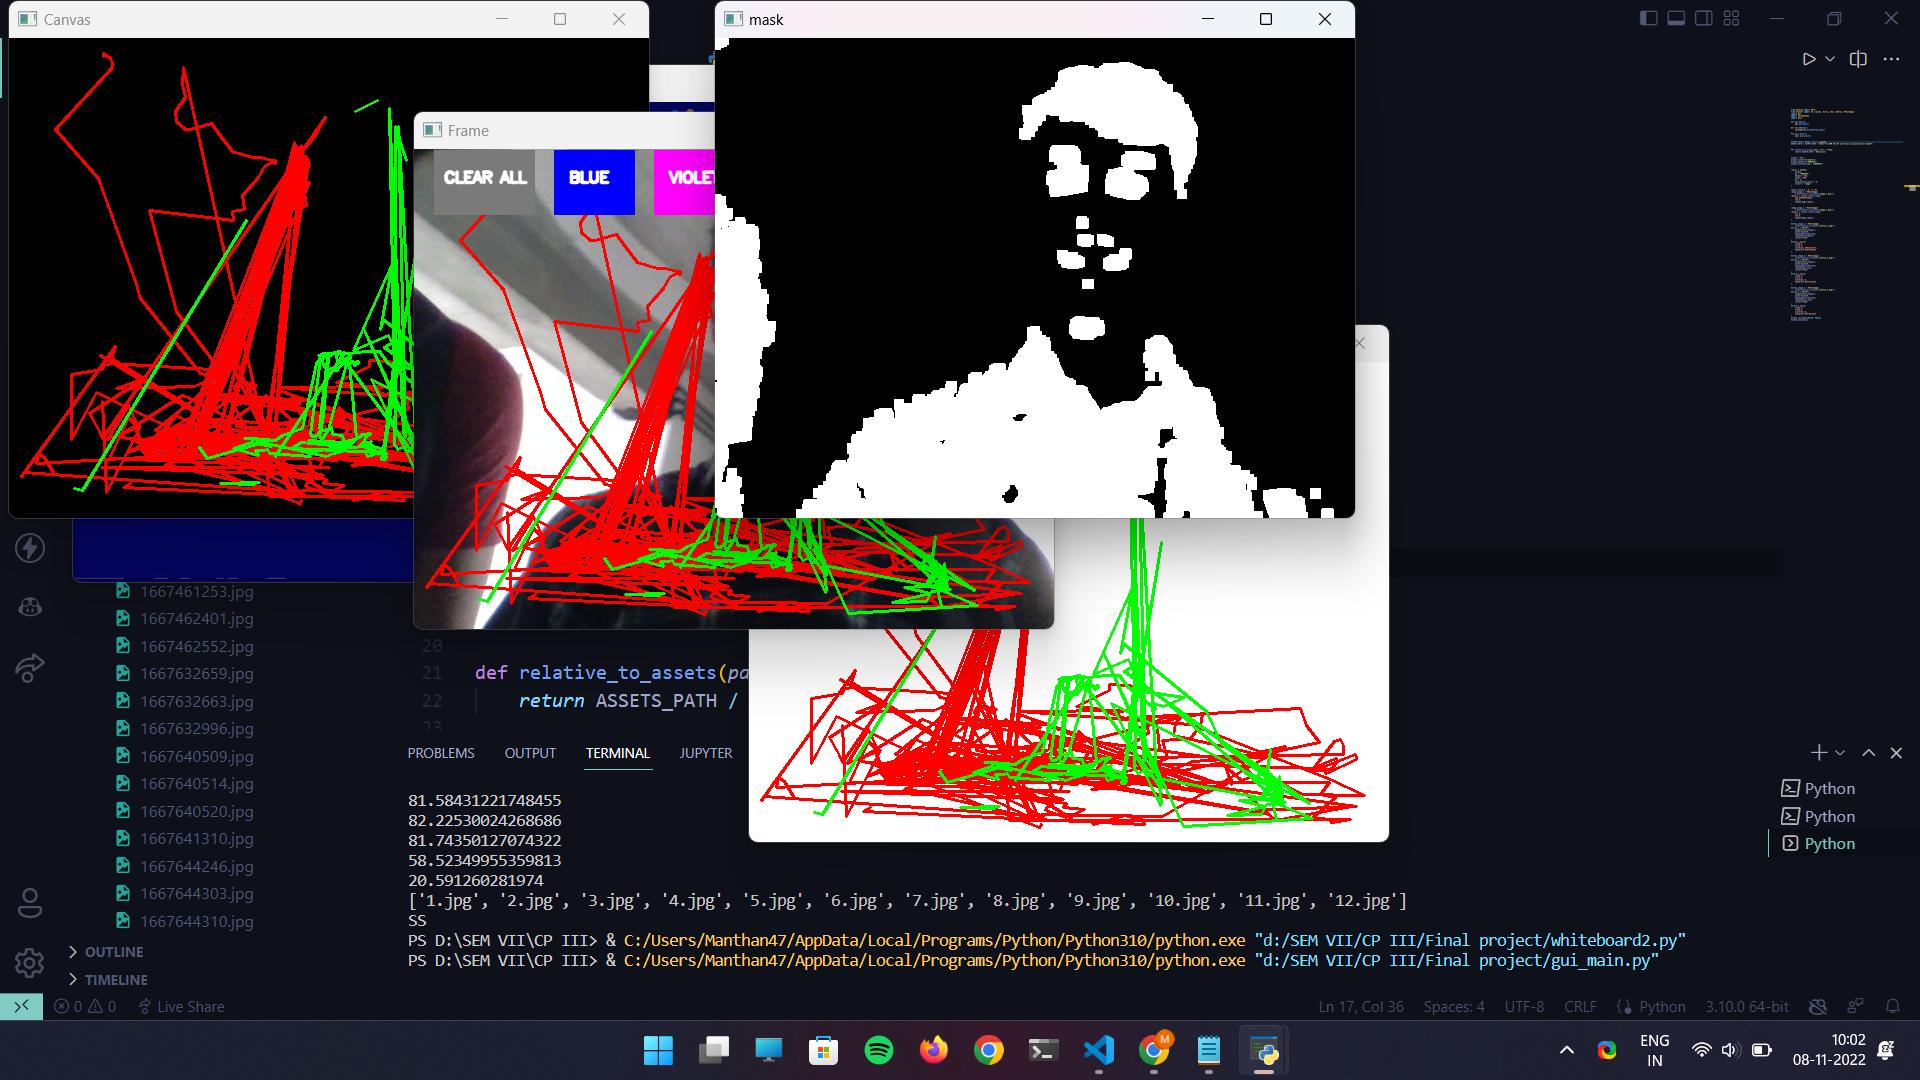 Canvas
mask
Frame
CLEAR ALL
BLUE
VIOLET
1667461253.jpg
1667462401.jpg
1667462552.jpg
1667632659.jpg
1667632663.jpg
1667632996.jpg
1667640509.jpg
1667640514.jpg
1667640520.jpg
1667641310.jpg
1667644246.jpg
1667644303.jpg
1667644310.jpg
OUTLINE
TIMELINE
20
21 def relative_to_assets(pa
22 return ASSETS_PATH /
23
PROBLEMS OUTPUT TERMINAL JUPYTER
81.58431221748455
82.22530024268686
81.74350127074322
58.52349955359813
20.591260281974
['1.jpg', '2.jpg', '3.jpg', '4.jpg', '5.jpg', '6.jpg', '7.jpg', '8.jpg', '9.jpg', '10.jpg', '11.jpg', '12.jpg']
SS
PS D:\SEM VII\CP III> & C:/Users/Manthan47/AppData/Local/Programs/Python/Python310/python.exe "d:/SEM VII/CP III/Final project/whiteboard2.py"
PS D:\SEM VII\CP III> & C:/Users/Manthan47/AppData/Local/Programs/Python/Python310/python.exe "d:/SEM VII/CP III/Final project/gui_main.py"
Python
Python
Python
0 0 Live Share
Ln 17, Col 36 Spaces: 4 UTF-8 CRLF Python 3.10.0 64-bit
M
ENG
IN
10:02
08-11-2022